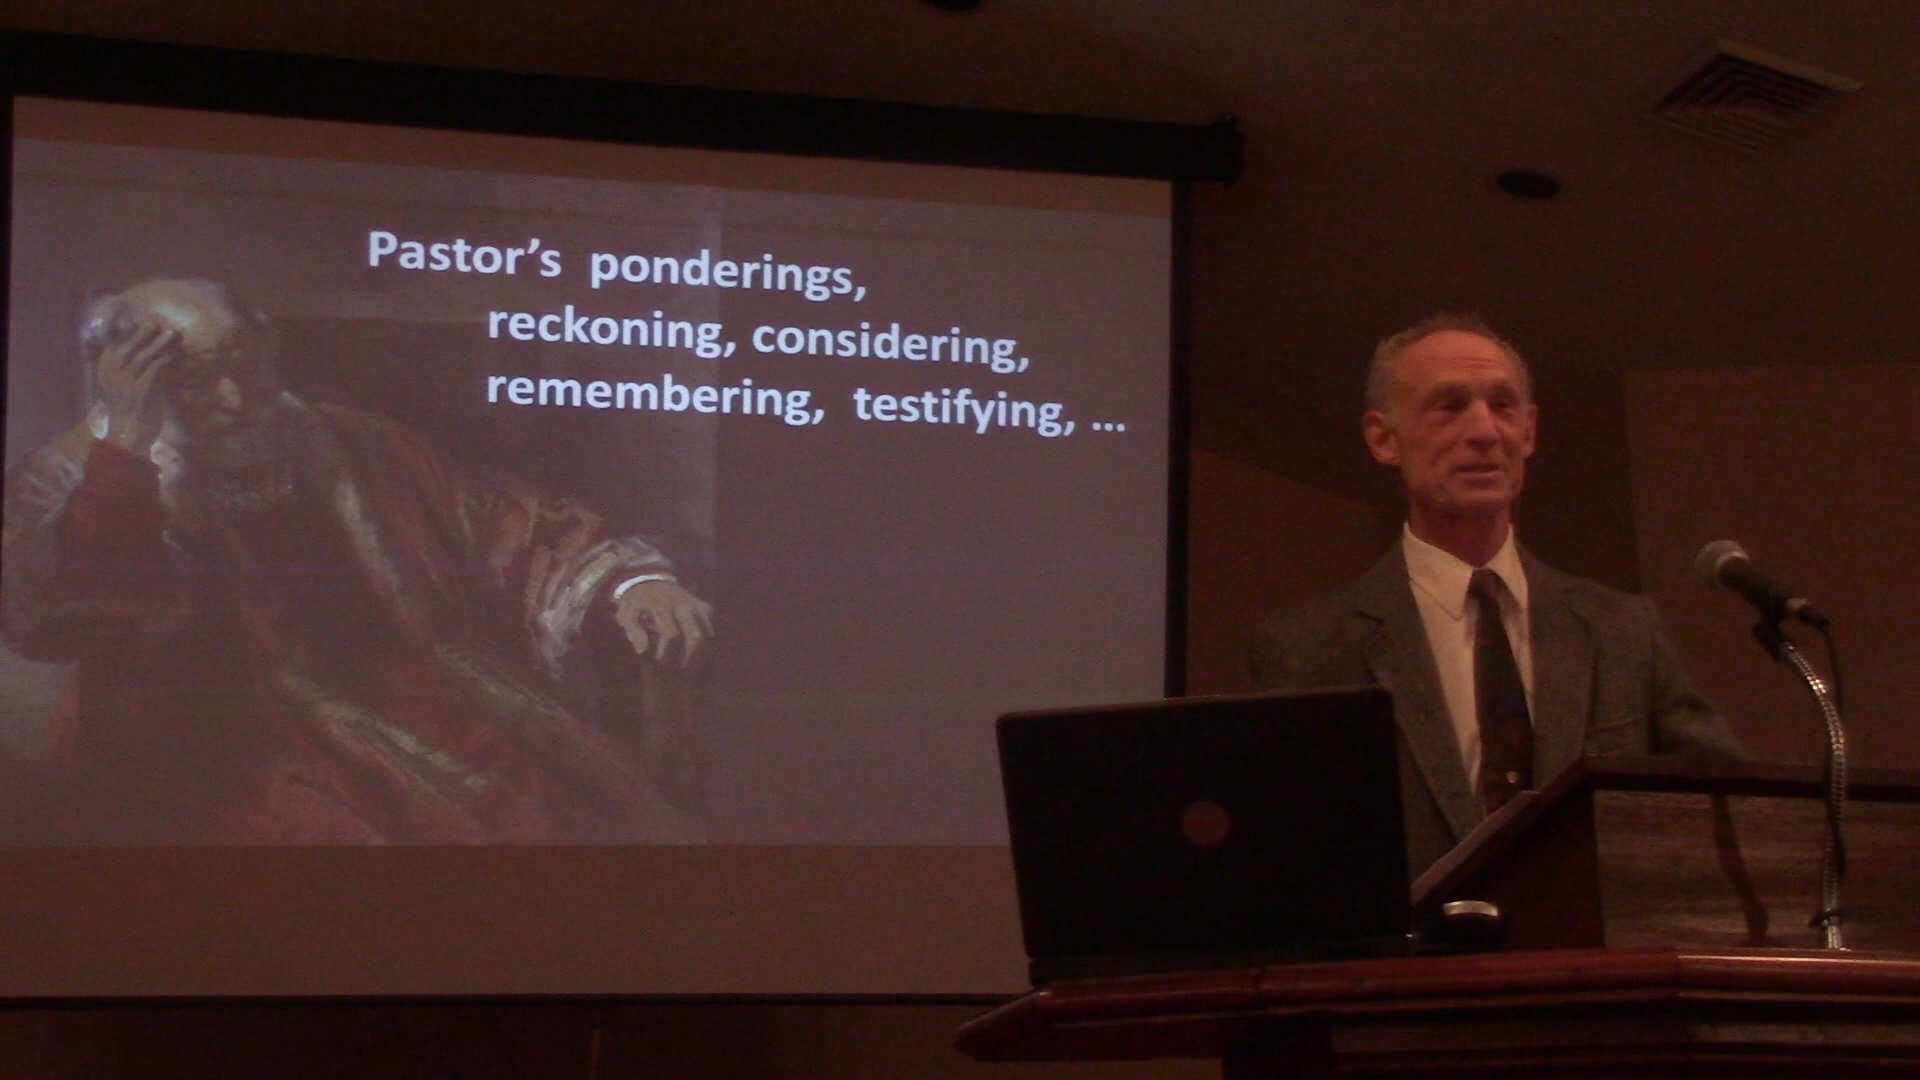 Pastor’s ponderings,
reckoning, considering,
remembering, testifying, ...